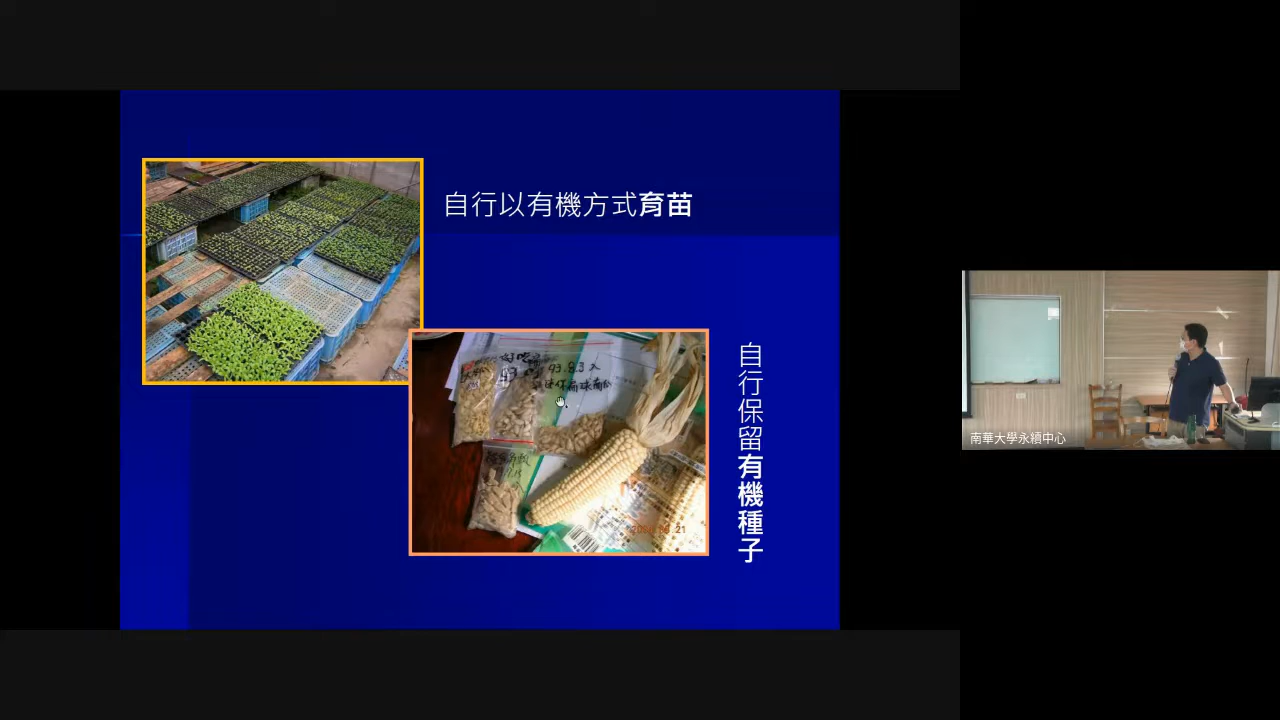 自行以有機方式育苗
自行保留有機種子
南華大學永續中心